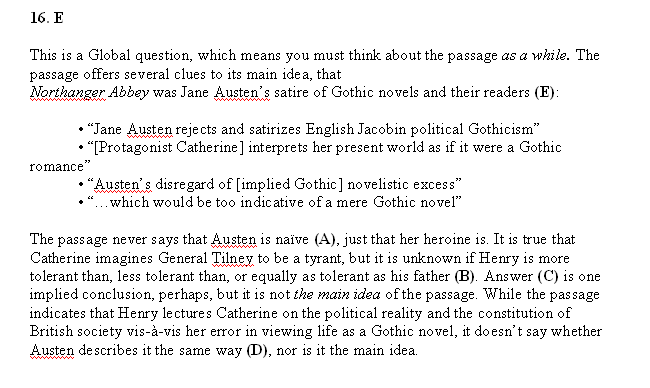 16. E
This is a Global question, which means you must think about the passage as a while. The
passage offers several clues to its main idea, that
Northanger Abbey was Jane Austen's satire of Gothic novels and their readers (E):
• "Jane Austen rejects and satirizes English Jacobin political Gothicism"
• "[Protagonist Catherine] interprets her present world as if it were a Gothic
romance"
• "Austen's disregard of [implied Gothic] novelistic excess"
• "…which would be too indicative of a mere Gothic novel"
The passage never says that Austen is naïve (A), just that her heroine is. It is true that
Catherine imagines General Tilney to be a tyrant, but it is unknown if Henry is more
tolerant than, less tolerant than, or equally as tolerant as his father (B). Answer (C) is one
implied conclusion, perhaps, but it is not the main idea of the passage. While the passage
indicates that Henry lectures Catherine on the political reality and the constitution of
British society vis-à-vis her error in viewing life as a Gothic novel, it doesn't say whether
Austen describes it the same way (D), nor is it the main idea.